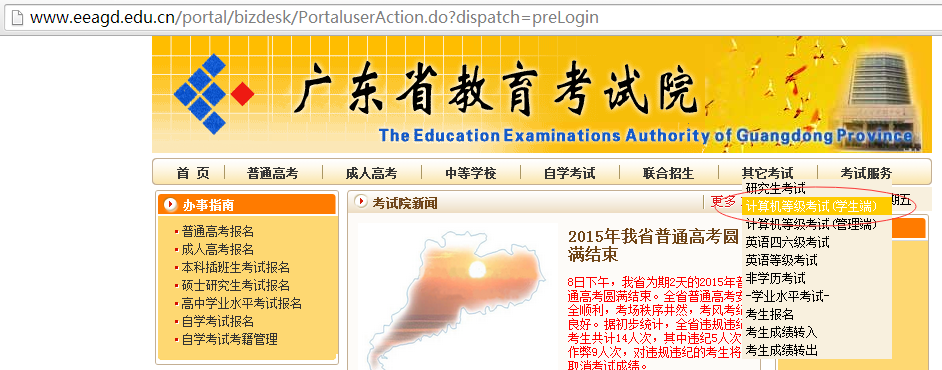 www.eeagd.edu.cn/portal/bizdesk/PortaluserAction.do?dispatch=preLogin
广东省教育考试院
The Education Examinations Authority of Guangdong Province
首 页 普通高考 成人高考 中等学校 自学考试 联合招生 其它考试 考试服务
办事指南
普通高考报名
成人高考报名
本科插班生考试报名
硕士研究生考试报名
高中学业水平考试报名
自学考试报名
自学考试考籍管理
考试院新闻
更多
期五
2015年我省普通高考圆
满结束
8日下午，我省为期2天的2015年普
通高考圆满结束。全省普通高考安
全顺利，考场秩序井然，考风考纪
良好。据初步统计，全省违规违纪
考生共计14人次，其中违纪5人次
作弊9人次，对违规违纪的考生将
取消考试成绩。
研究生考试
计算机等级考试(学生端)
计算机等级考试(管理端)
英语四六级考试
英语等级考试
非学历考试
-学业水平考试-
考生报名
考生成绩转入
考生成绩转出